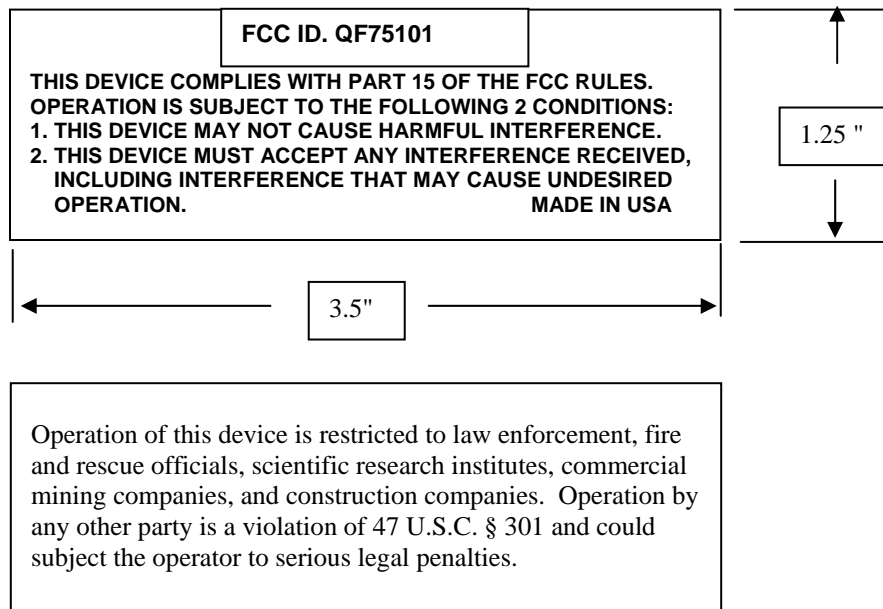 FCC ID. QF75101
THIS DEVICE COMPLIES WITH PART 15 OF THE FCC RULES.
OPERATION IS SUBJECT TO THE FOLLOWING 2 CONDITIONS:
1. THIS DEVICE MAY NOT CAUSE HARMFUL INTERFERENCE.
2. THIS DEVICE MUST ACCEPT ANY INTERFERENCE RECEIVED,
INCLUDING INTERFERENCE THAT MAY CAUSE UNDESIRED
OPERATION. MADE IN USA
1.25 "
3.5"
Operation of this device is restricted to law enforcement, fire
and rescue officials, scientific research institutes, commercial
mining companies, and construction companies.  Operation by
any other party is a violation of 47 U.S.C. § 301 and could
subject the operator to serious legal penalties.